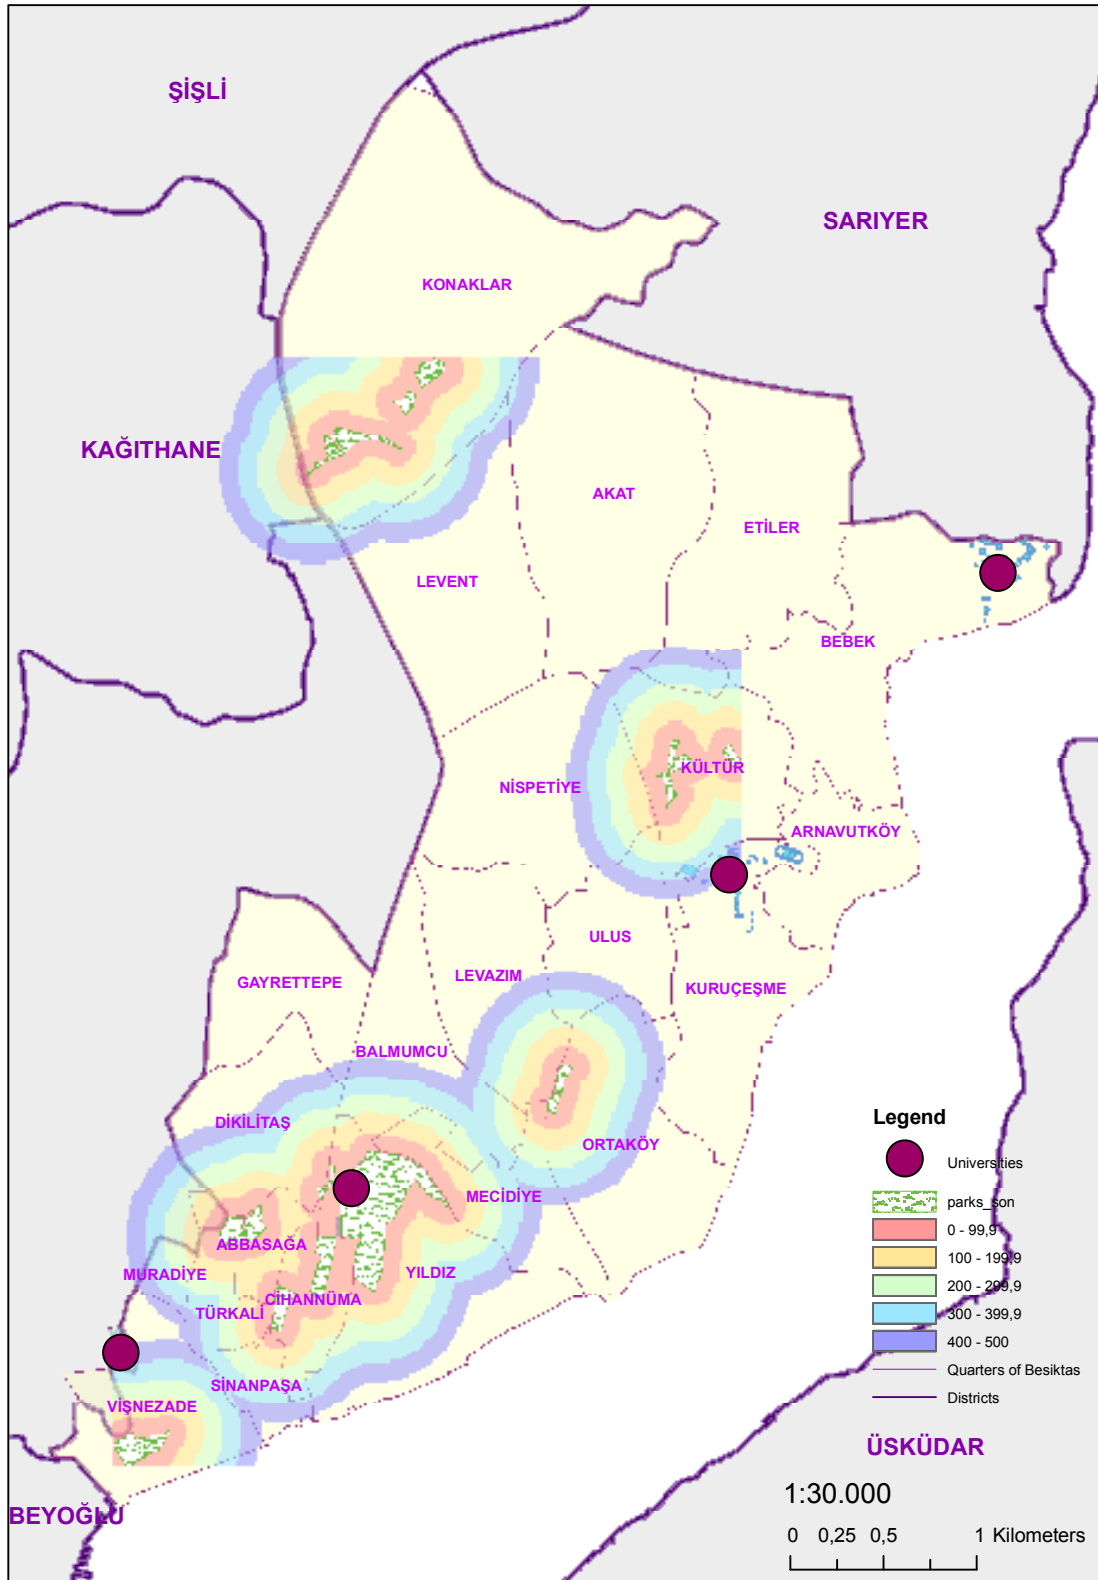 ŞİŞLİ
SARIYER
KONAKLAR
KAĞITHANE
AKAT
ETİLER
LEVENT
BEBEK
KÜLTÜR
NİSPETİYE
ARNAVUTKÖY
ULUS
LEVAZIM
GAYRETTEPE
KURUÇEŞME
BALMUMCU
DİKİLİTAŞ
ORTAKÖY
MECİDİYE
ABBASAĞA
MURADİYE
YILDIZ
CİHANNÜMA
TÜRKALİ
SİNANPAŞA
VİŞNEZADE
BEYOĞLU
ÜSKÜDAR
Legend
Universities
parks_son
0 - 99,9
100 - 199,9
200 - 299,9
300 - 399,9
400 - 500
Quarters of Besiktas
Districts
1:30.000
0 0,25 0,5 1 Kilometers